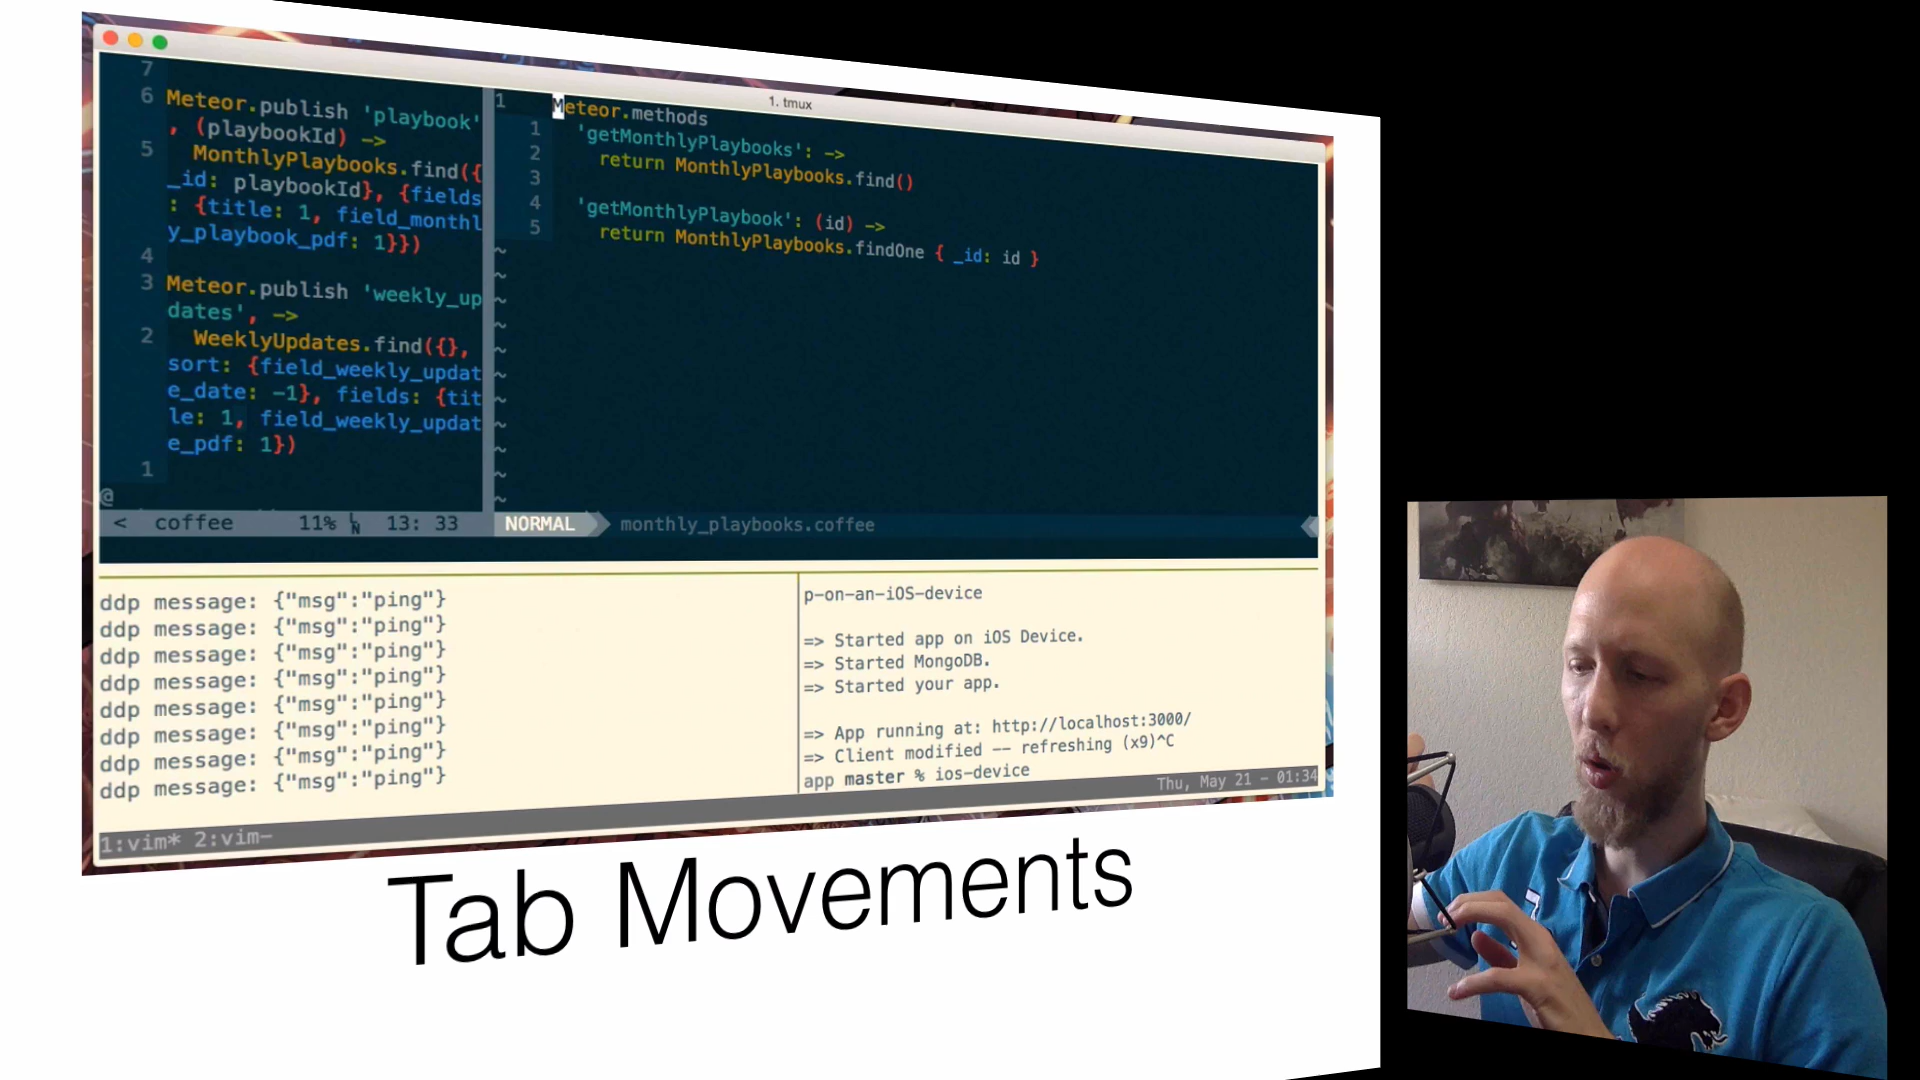 1. tmux
7
6 Meteor.publish 'playbook'
, (playbookId) ->
5 MonthlyPlaybooks.find({
_id: playbookId}, {fields
: {title: 1, field_monthl
y_playbook_pdf: 1}})
4
3 Meteor.publish 'weekly_up
dates', ->
2 WeeklyUpdates.find({},
sort: {field_weekly_updat
e_date: -1}, fields: {tit
le: 1, field_weekly_updat
e_pdf: 1})
1
@
< coffee 11% LN 13: 33
1 Meteor.methods
1 'getMonthlyPlaybooks': ->
2 return MonthlyPlaybooks.find()
3
4 'getMonthlyPlaybook': (id) ->
5 return MonthlyPlaybooks.findOne { _id: id }
~
~
~
~
~
~
~
~
~
~
~
NORMAL monthly_playbooks.coffee
ddp message: {"msg":"ping"}
ddp message: {"msg":"ping"}
ddp message: {"msg":"ping"}
ddp message: {"msg":"ping"}
ddp message: {"msg":"ping"}
ddp message: {"msg":"ping"}
ddp message: {"msg":"ping"}
ddp message: {"msg":"ping"}
p-on-an-iOS-device
=> Started app on iOS Device.
=> Started MongoDB.
=> Started your app.
=> App running at: http://localhost:3000/
=> Client modified -- refreshing (x9)^C
app master % ios-device
1:vim* 2:vim- Thu, May 21 - 01:34
Tab Movements